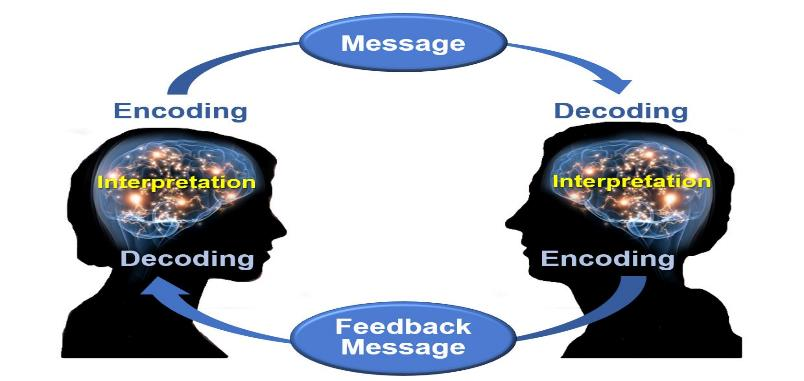 Message
Encoding
Decoding
Interpretation
Interpretation
Decoding
Encoding
Feedback
Message